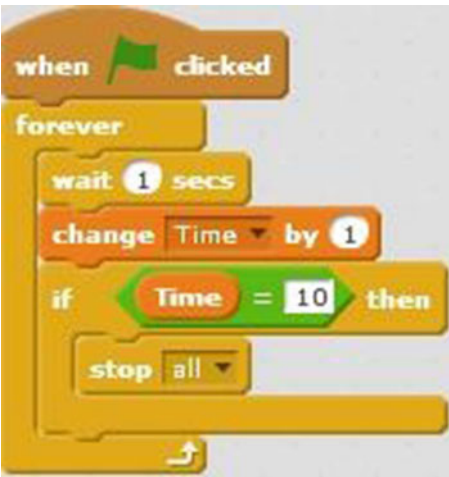 when clicked
forever
wait 1 secs
change Time by 1
if Time = 10 then
stop all